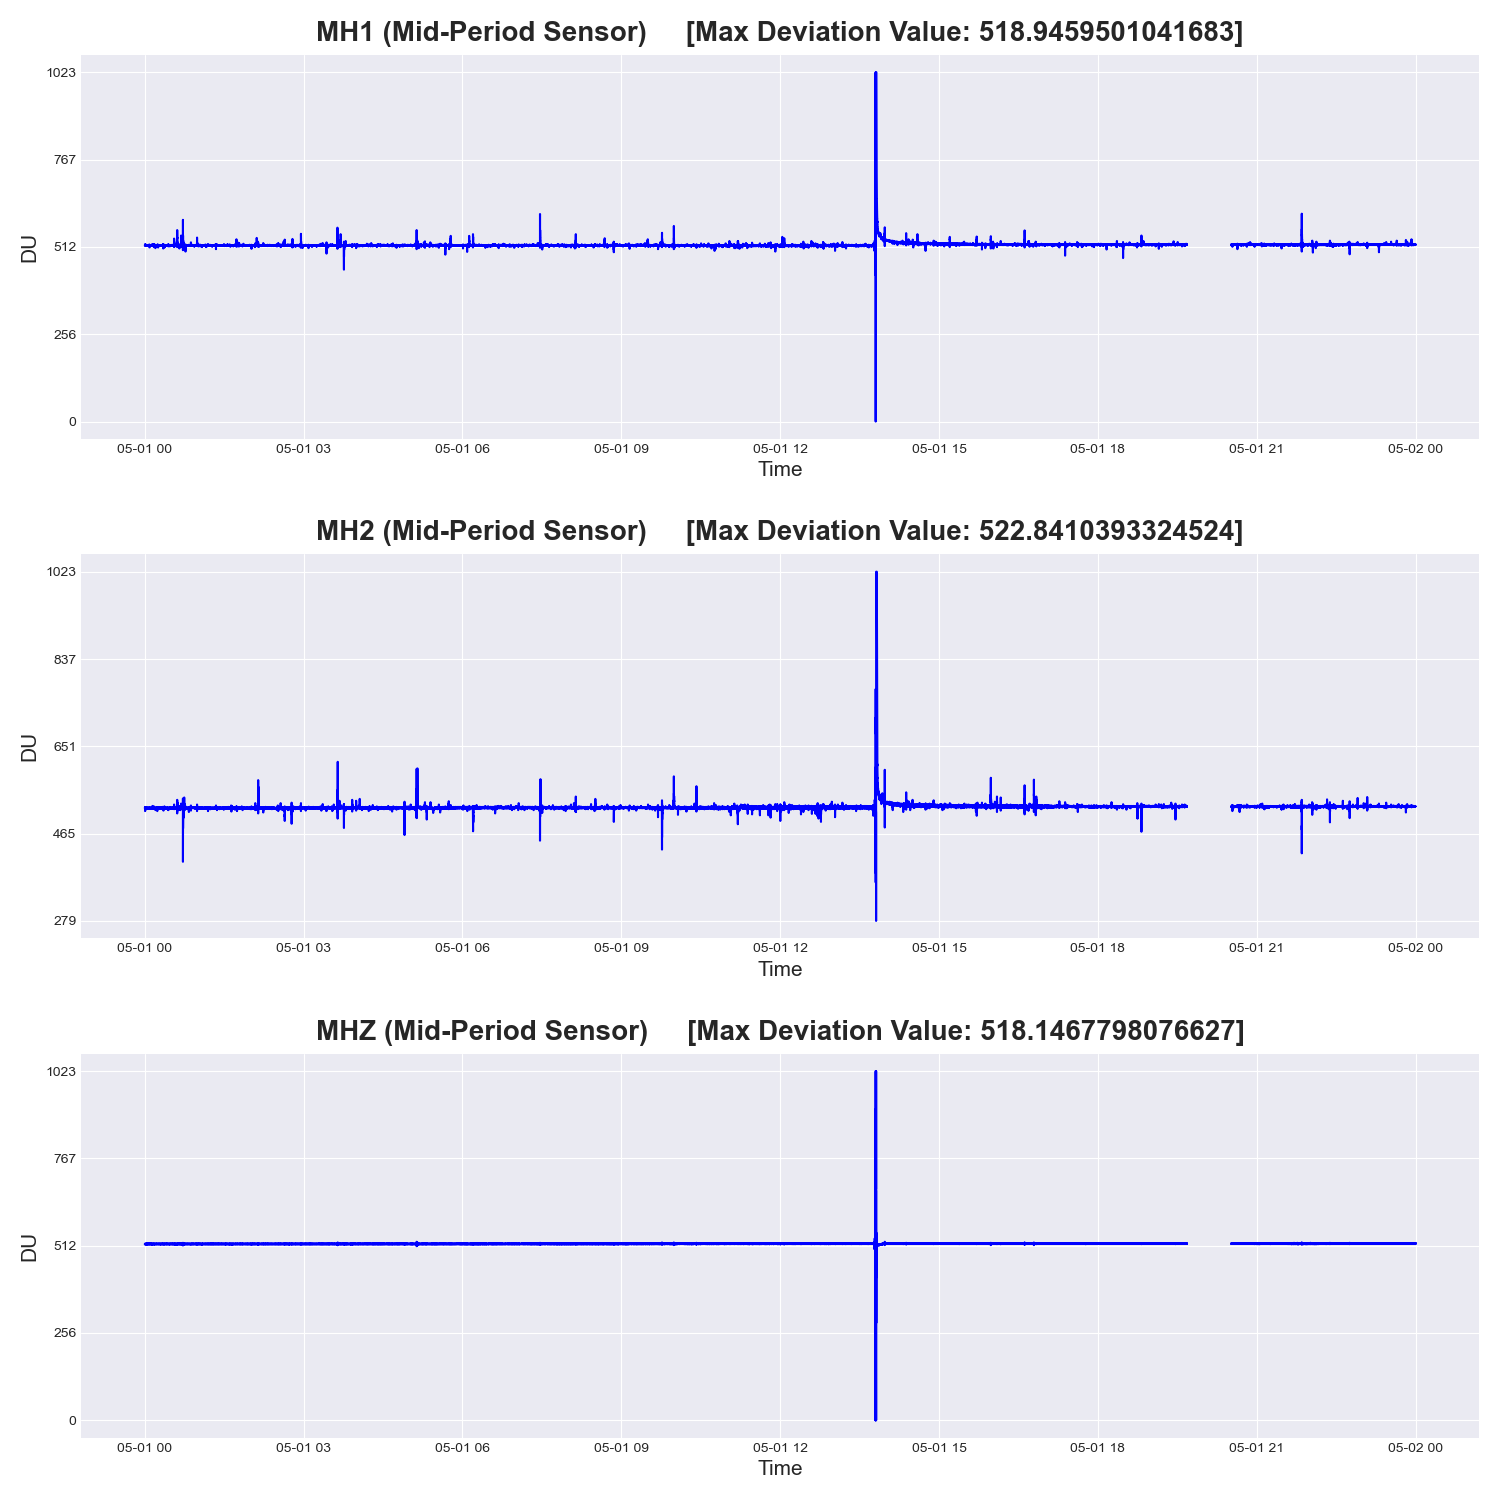 MH1 (Mid-Period Sensor) [Max Deviation Value: 518.9459501041683]
1023
767
512
256
0
DU
05-01 00 05-01 03 05-01 06 05-01 09 05-01 12 05-01 15 05-01 18 05-01 21 05-02 00
Time
MH2 (Mid-Period Sensor) [Max Deviation Value: 522.8410393324524]
1023
837
651
465
279
DU
05-01 00 05-01 03 05-01 06 05-01 09 05-01 12 05-01 15 05-01 18 05-01 21 05-02 00
Time
MHZ (Mid-Period Sensor) [Max Deviation Value: 518.1467798076627]
1023
767
512
256
0
DU
05-01 00 05-01 03 05-01 06 05-01 09 05-01 12 05-01 15 05-01 18 05-01 21 05-02 00
Time